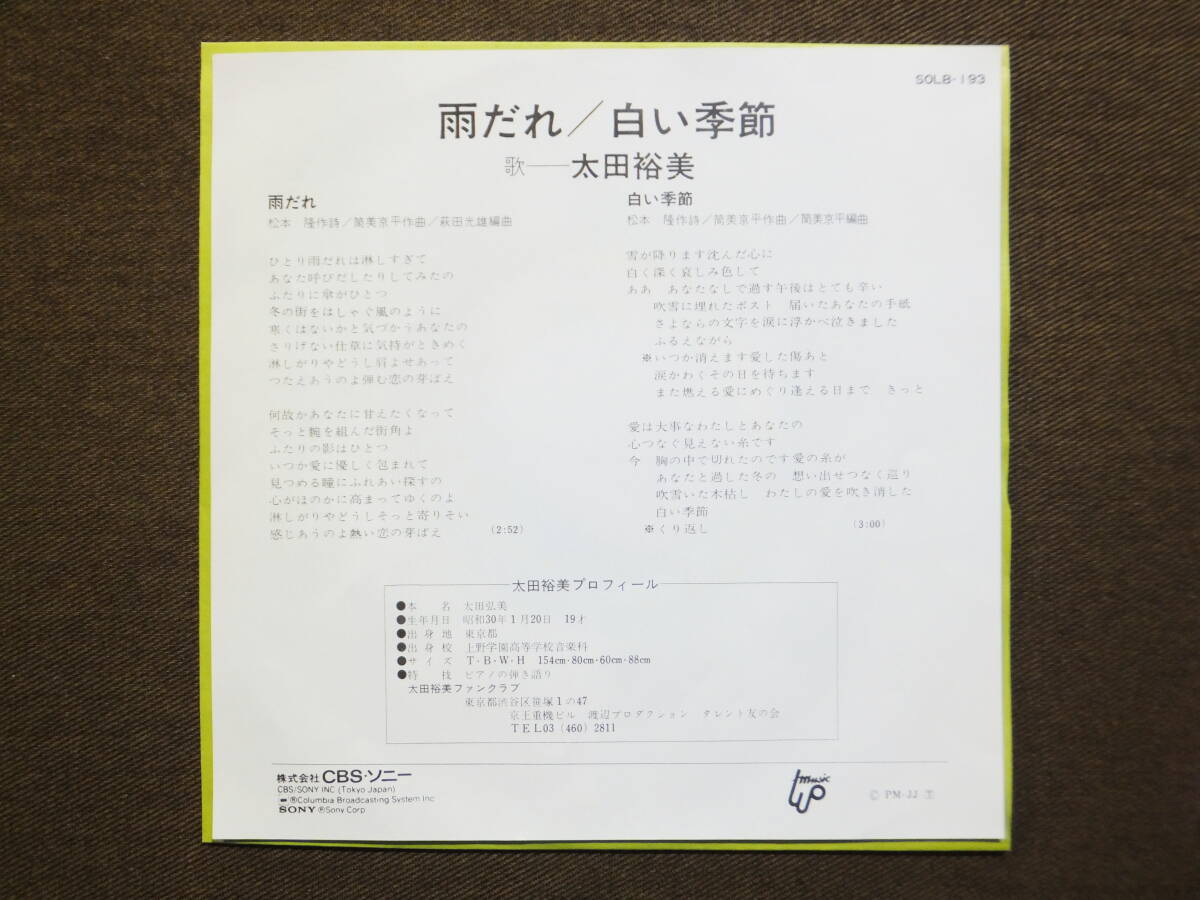 SOLB-193
雨だれ／白い季節
歌──太田裕美
雨だれ
松本 隆作詩／筒美京平作曲／萩田光雄編曲
ひとり雨だれは淋しすぎて
あなた呼びだしたりしてみたの
ふたりに傘がひとつ
冬の街をはしゃぐ風のように
寒くはないかと気づかうあなたの
さりげない仕草に気持がときめく
淋しがりやどうし肩よせあって
つたえあうのよ弾む恋の芽ばえ
何故かあなたに甘えたくなって
そっと腕を組んだ街角よ
ふたりの影はひとつ
いつか愛に優しく包まれて
見つめる瞳にふれあい探すの
心がほのかに高まってゆくのよ
淋しがりやどうしそっと寄りそい
感じあうのよ熱い恋の芽ばえ (2:52)
白い季節
松本 隆作詩／筒美京平作曲／筒美京平編曲
雪が降ります沈んだ心に
白く深く哀しみ色して
ああ あなたなしで過す午後はとても辛い
吹雪に埋れたポスト 届いたあなたの手紙
さよならの文字を涙に浮かべ泣きました
ふるえながら
※いつか消えます愛した傷あと
涙かわくその日を待ちます
また燃える愛にめぐり逢える日まで きっと
愛は大事なわたしとあなたの
心つなぐ見えない糸です
今 胸の中で切れたのです愛の糸が
あなたと過した冬の 想い出せつなく巡り
吹雪いた木枯し わたしの愛を吹き消した
白い季節
※くり返し (3:00)
太田裕美プロフィール
●本 名 太田弘美
●生年月日 昭和30年1月20日 19才
●出身地 東京都
●出身校 上野学園高等学校音楽科
●サイズ T・B・W・H 154cm・80cm・60cm・88cm
●特 技 ピアノの弾き語り
太田裕美ファンクラブ
東京都渋谷区笹塚1の47
京王重機ビル 渡辺プロダクション タレント友の会
TEL03 (460) 2811
株式会社CBS・ソニー
CBS/SONY INC (Tokyo Japan)
®Columbia Broadcasting System Inc
SONY ®Sony Corp
music up
© PM-JJ